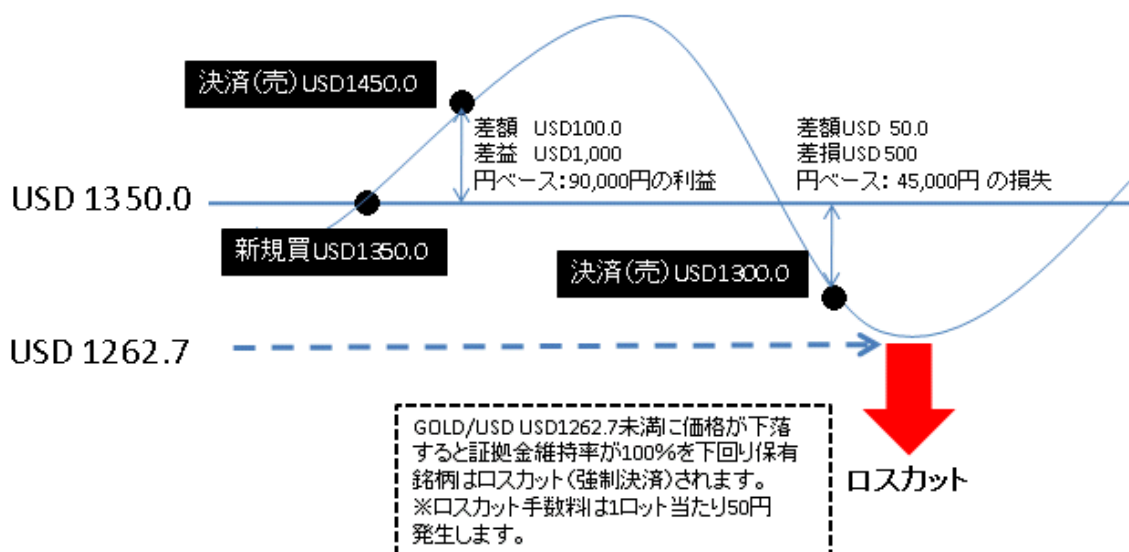 決済(売)USD1450.0
差額 USD100.0
差益 USD1,000
円ベース:90,000円の利益
差額USD 50.0
差損USD500
円ベース: 45,000円 の損失
USD 1350.0
新規買USD1350.0
決済(売)USD1300.0
USD 1262.7
GOLD/USD USD1262.7未満に価格が下落
すると証拠金維持率が100%を下回り保有
銘柄はロスカット(強制決済)されます。
※ロスカット手数料は1ロット当たり50円
発生します。
ロスカット